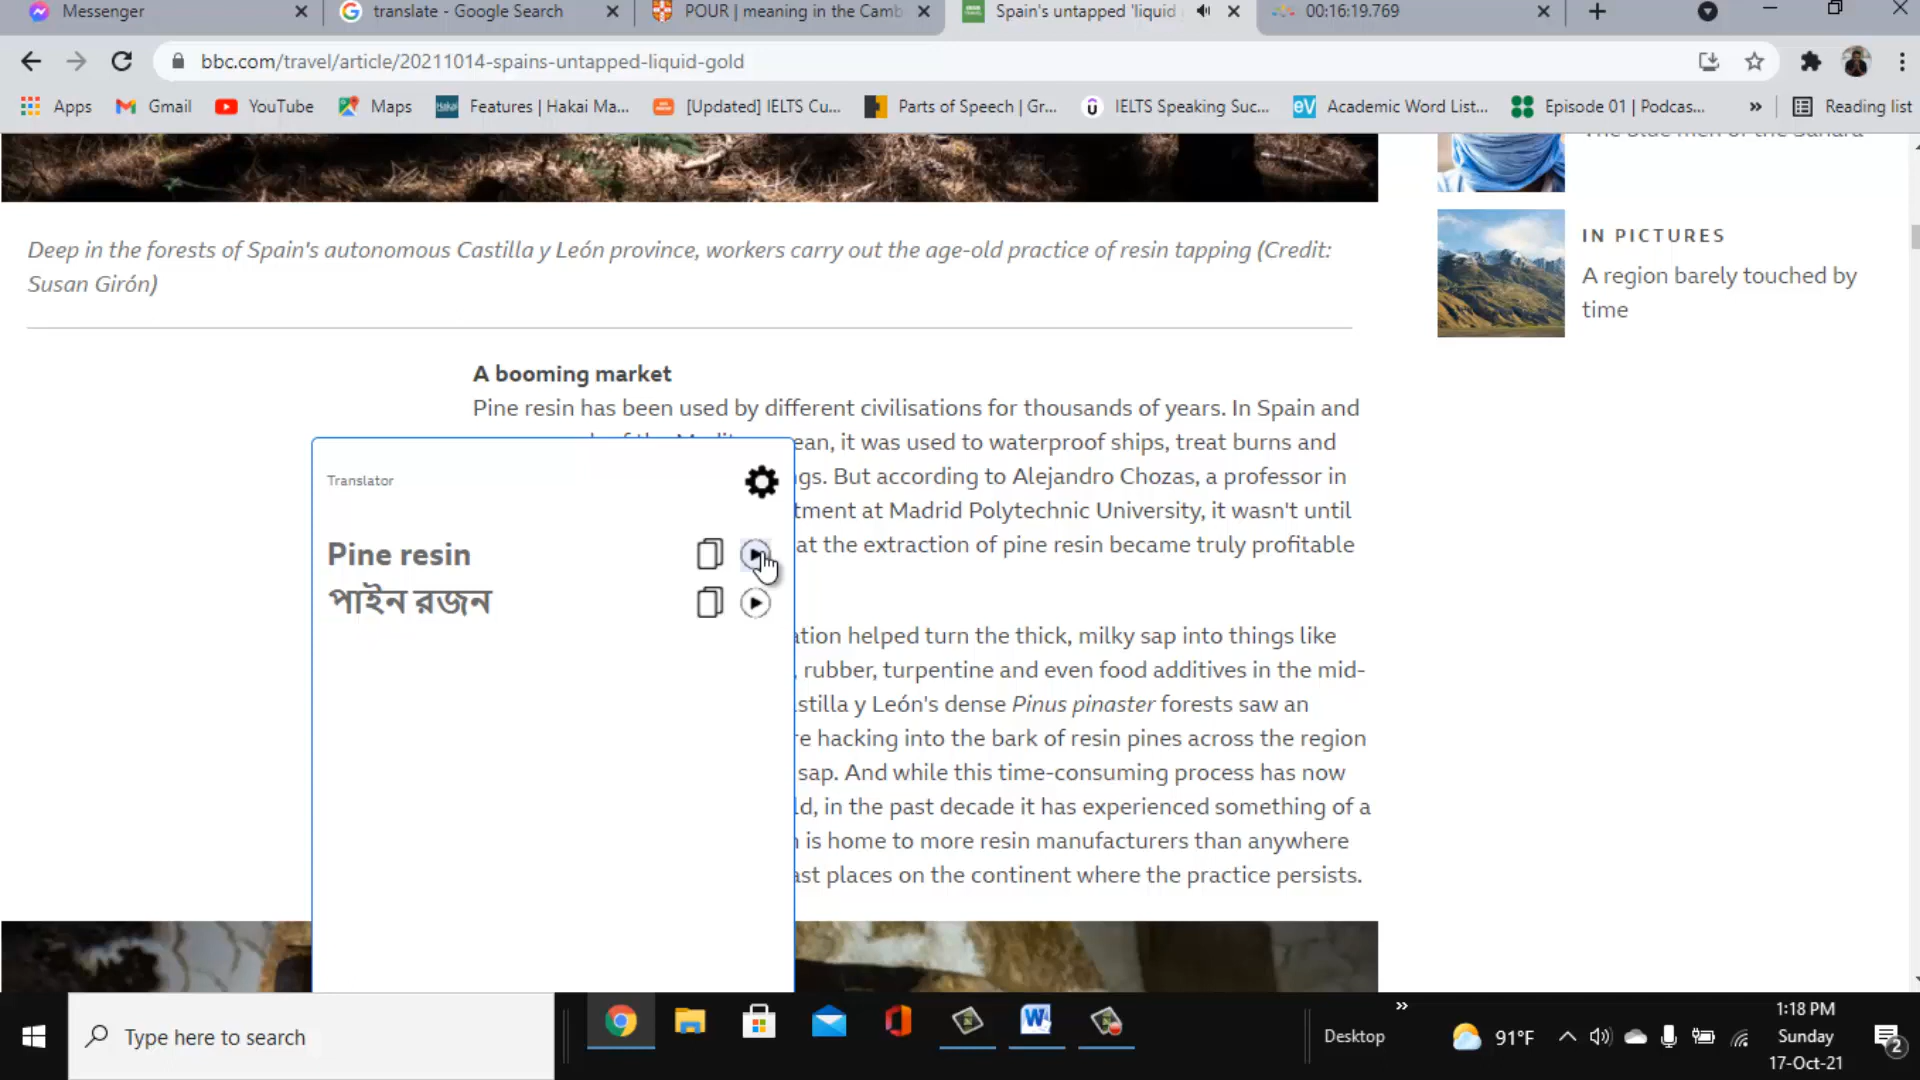 Messenger
translate - Google Search
POUR | meaning in the Camb
Spain's untapped 'liquid
00:16:19.769
bbc.com/travel/article/20211014-spains-untapped-liquid-gold
Apps
Gmail
YouTube
Maps
Features | Hakai Ma...
[Updated] IELTS Cu...
Parts of Speech | Gr...
IELTS Speaking Suc...
Academic Word List...
Episode 01 | Podcas...
»
Reading list
The blue men of the Sahara
Deep in the forests of Spain's autonomous Castilla y León province, workers carry out the age-old practice of resin tapping (Credit:
Susan Girón)
IN PICTURES
A region barely touched by
time
A booming market
Pine resin has been used by different civilisations for thousands of years. In Spain and
ean, it was used to waterproof ships, treat burns and
ngs. But according to Alejandro Chozas, a professor in
tment at Madrid Polytechnic University, it wasn't until
at the extraction of pine resin became truly profitable
ation helped turn the thick, milky sap into things like
, rubber, turpentine and even food additives in the mid-
stilla y León's dense Pinus pinaster forests saw an
re hacking into the bark of resin pines across the region
sap. And while this time-consuming process has now
ld, in the past decade it has experienced something of a
n is home to more resin manufacturers than anywhere
ast places on the continent where the practice persists.
Translator
Pine resin
পাইন রজন
Type here to search
Desktop
»
91°F
1:18 PM
Sunday
17-Oct-21
2